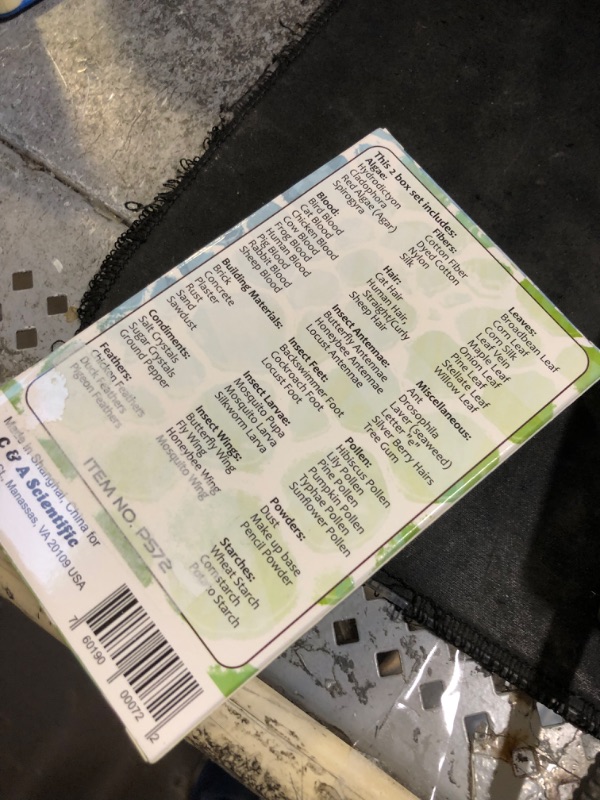 This 2 box set includes:
Algae:
Hydrodictyon
Cladophora
Red Algae (Agar)
Spirogyra
Blood:
Bird Blood
Cat Blood
Chicken Blood
Cow Blood
Frog Blood
Human Blood
Pig Blood
Rabbit Blood
Sheep Blood
Building Materials:
Brick
Concrete
Plaster
Rust
Sand
Sawdust
Condiments:
Salt Crystals
Sugar Crystals
Ground Pepper
Feathers:
Chicken Feathers
Duck Feathers
Pigeon Feathers
Fibers:
Cotton Fiber
Dyed Cotton
Nylon
Silk
Hair:
Cat Hair
Human Hair,
Straight/Curly
Sheep Hair
Insect Antennae:
Butterfly Antennae
Honeybee Antennae
Locust Antennae
Insect Feet:
Backswimmer Foot
Cockroach Foot
Locust Foot
Insect Larvae:
Mosquito Pupa
Mosquito Larva
Silkworm Larva
Insect Wings:
Butterfly Wing
Fly Wing
Honeybee Wing
Mosquito Wing
Leaves:
Broadbean Leaf
Corn Leaf
Corn Silk
Leaf Vein
Maple Leaf
Onion Leaf
Pine Leaf
Stellate Leaf
Willow Leaf
Miscellaneous:
Ant
Drosophila
Laver (Seaweed)
Letter "e"
Silver Berry Hairs
Tree Gum
Pollen:
Hibiscus Pollen
Lily Pollen
Pine Pollen
Pumpkin Pollen
Typhae Pollen
Sunflower Pollen
Powders:
Dust
Make up base
Pencil Powder
Starches:
Wheat Starch
Cornstarch
Potato Starch
ITEM NO. PS72
Made in Shanghai, China for
C & A Scientific
Manassas, VA 20109 USA
7 60190 00072 2